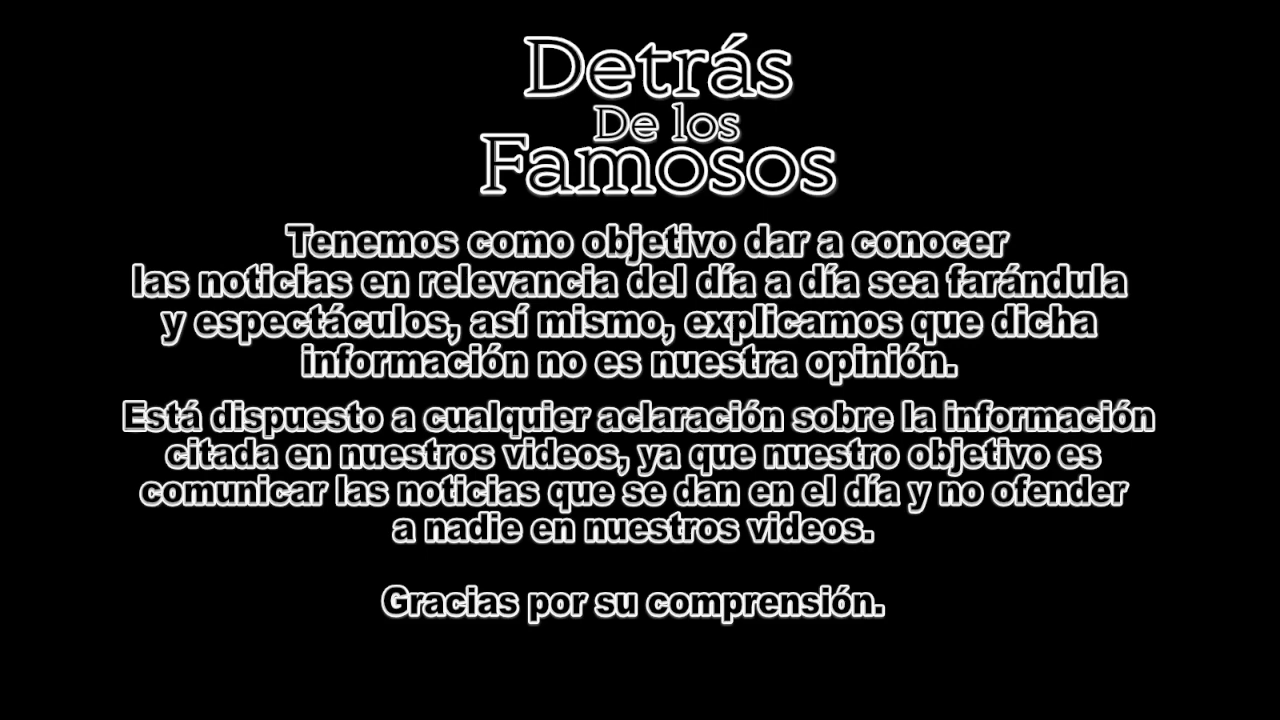 Detrás
De los
Famosos
Tenemos como objetivo dar a conocer
las noticias en relevancia del día a día sea farándula
y espectáculos, así mismo, explicamos que dicha
información no es nuestra opinión.
Está dispuesto a cualquier aclaración sobre la información
citada en nuestros videos, ya que nuestro objetivo es
comunicar las noticias que se dan en el día y no ofender
a nadie en nuestros videos.
Gracias por su comprensión.